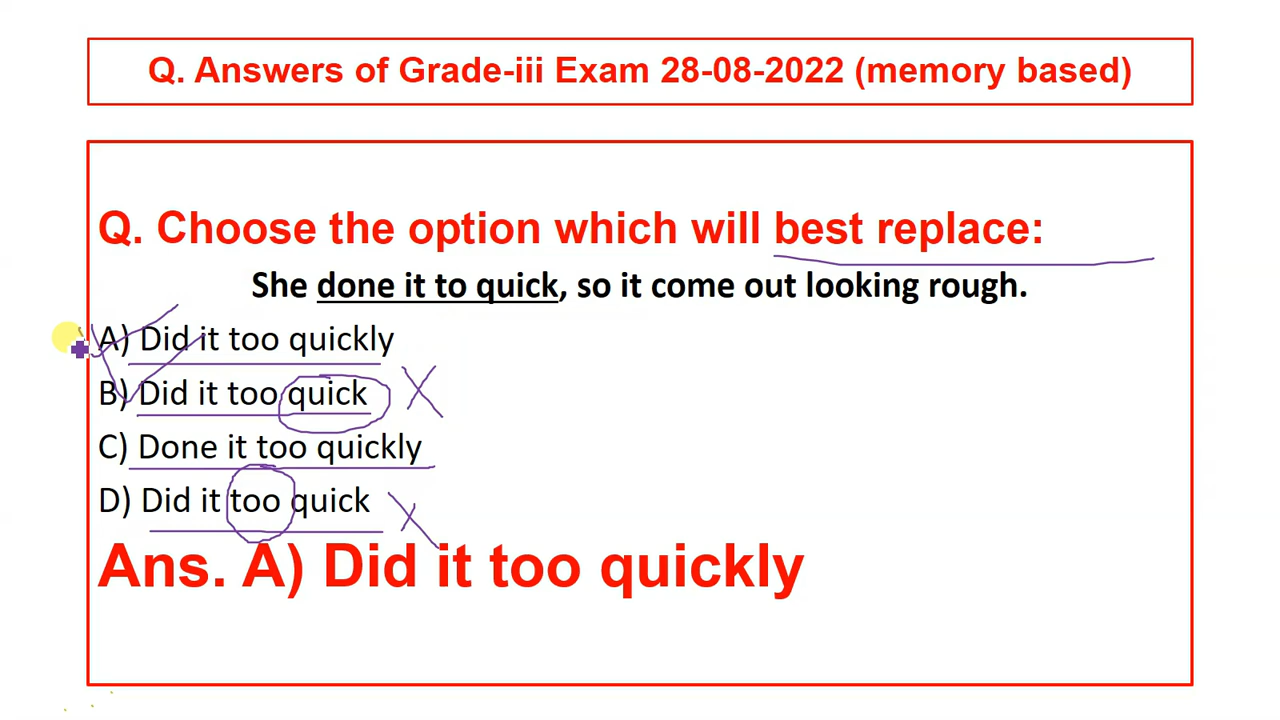 Q. Answers of Grade-iii Exam 28-08-2022 (memory based)
Q. Choose the option which will best replace:
She done it to quick, so it come out looking rough.
A) Did it too quickly
B) Did it too quick
C) Done it too quickly
D) Did it too quick
Ans. A) Did it too quickly